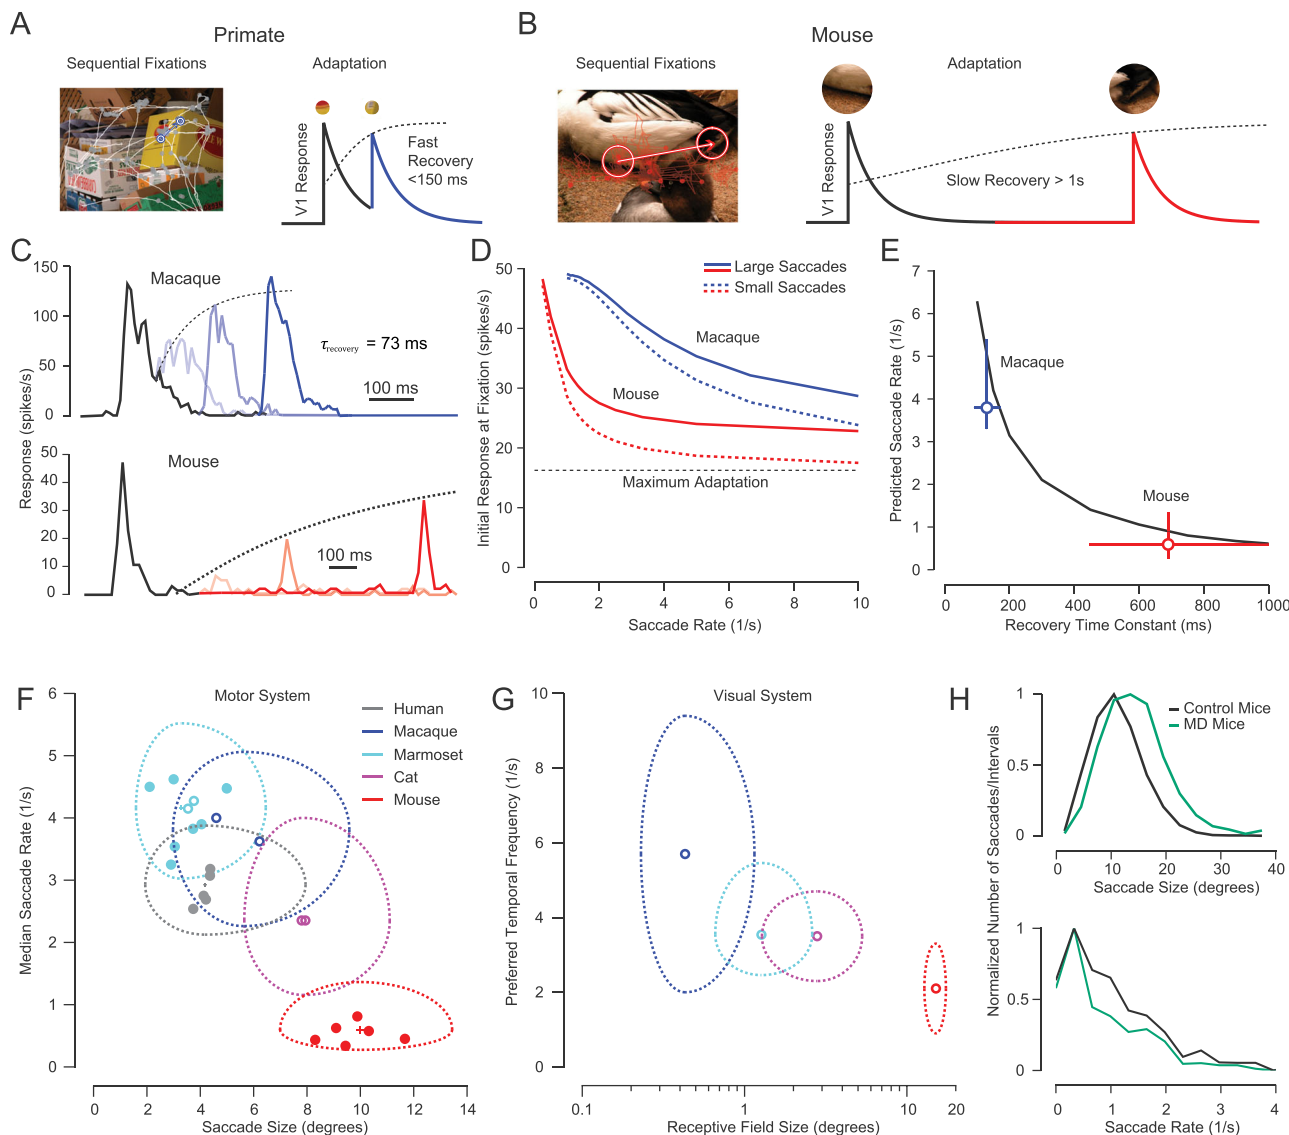 A
Primate
Sequential Fixations
Adaptation
V1 Response
Fast
Recovery
<150 ms
B
Mouse
Sequential Fixations
Adaptation
V1 Response
Slow Recovery > 1s
C
Response (spikes/s)
150
100
50
0
Macaque
τrecovery = 73 ms
100 ms
50
40
30
20
10
0
Mouse
100 ms
D
Initial Response at Fixation (spikes/s)
50
40
30
20
10
0
Large Saccades
Small Saccades
Macaque
Mouse
Maximum Adaptation
0
2
4
6
8
10
Saccade Rate (1/s)
E
Predicted Saccade Rate (1/s)
7
6
5
4
3
2
1
0
Macaque
Mouse
0
200
400
600
800
1000
Recovery Time Constant (ms)
F
Motor System
Median Saccade Rate (1/s)
6
5
4
3
2
1
0
Human
Macaque
Marmoset
Cat
Mouse
0
2
4
6
8
10
12
14
Saccade Size (degrees)
G
Visual System
Preferred Temporal Frequency (1/s)
10
8
6
4
2
0
0.1
1
10
20
Receptive Field Size (degrees)
H
Normalized Number of Saccades/Intervals
1
0.5
0
Control Mice
MD Mice
0
10
20
30
40
Saccade Size (degrees)
1
0.5
0
0
1
2
3
4
Saccade Rate (1/s)